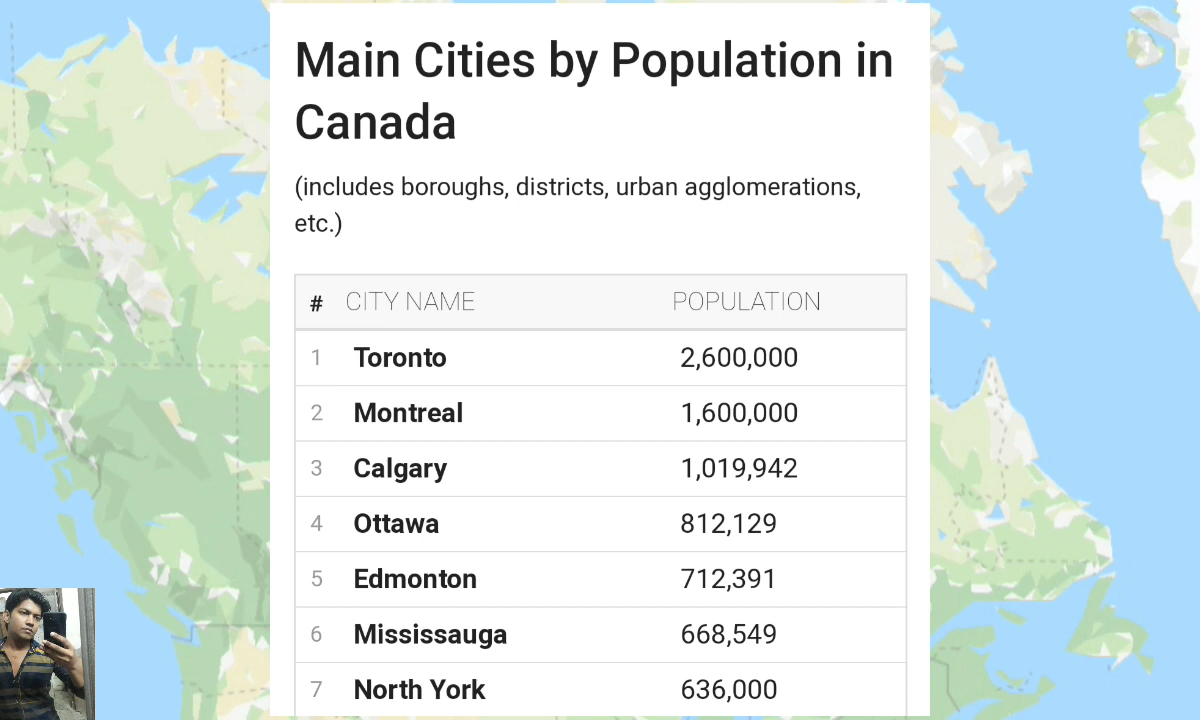 Main Cities by Population in
Canada
(includes boroughs, districts, urban agglomerations,
etc.)
# CITY NAME POPULATION
1 Toronto 2,600,000
2 Montreal 1,600,000
3 Calgary 1,019,942
4 Ottawa 812,129
5 Edmonton 712,391
6 Mississauga 668,549
7 North York 636,000